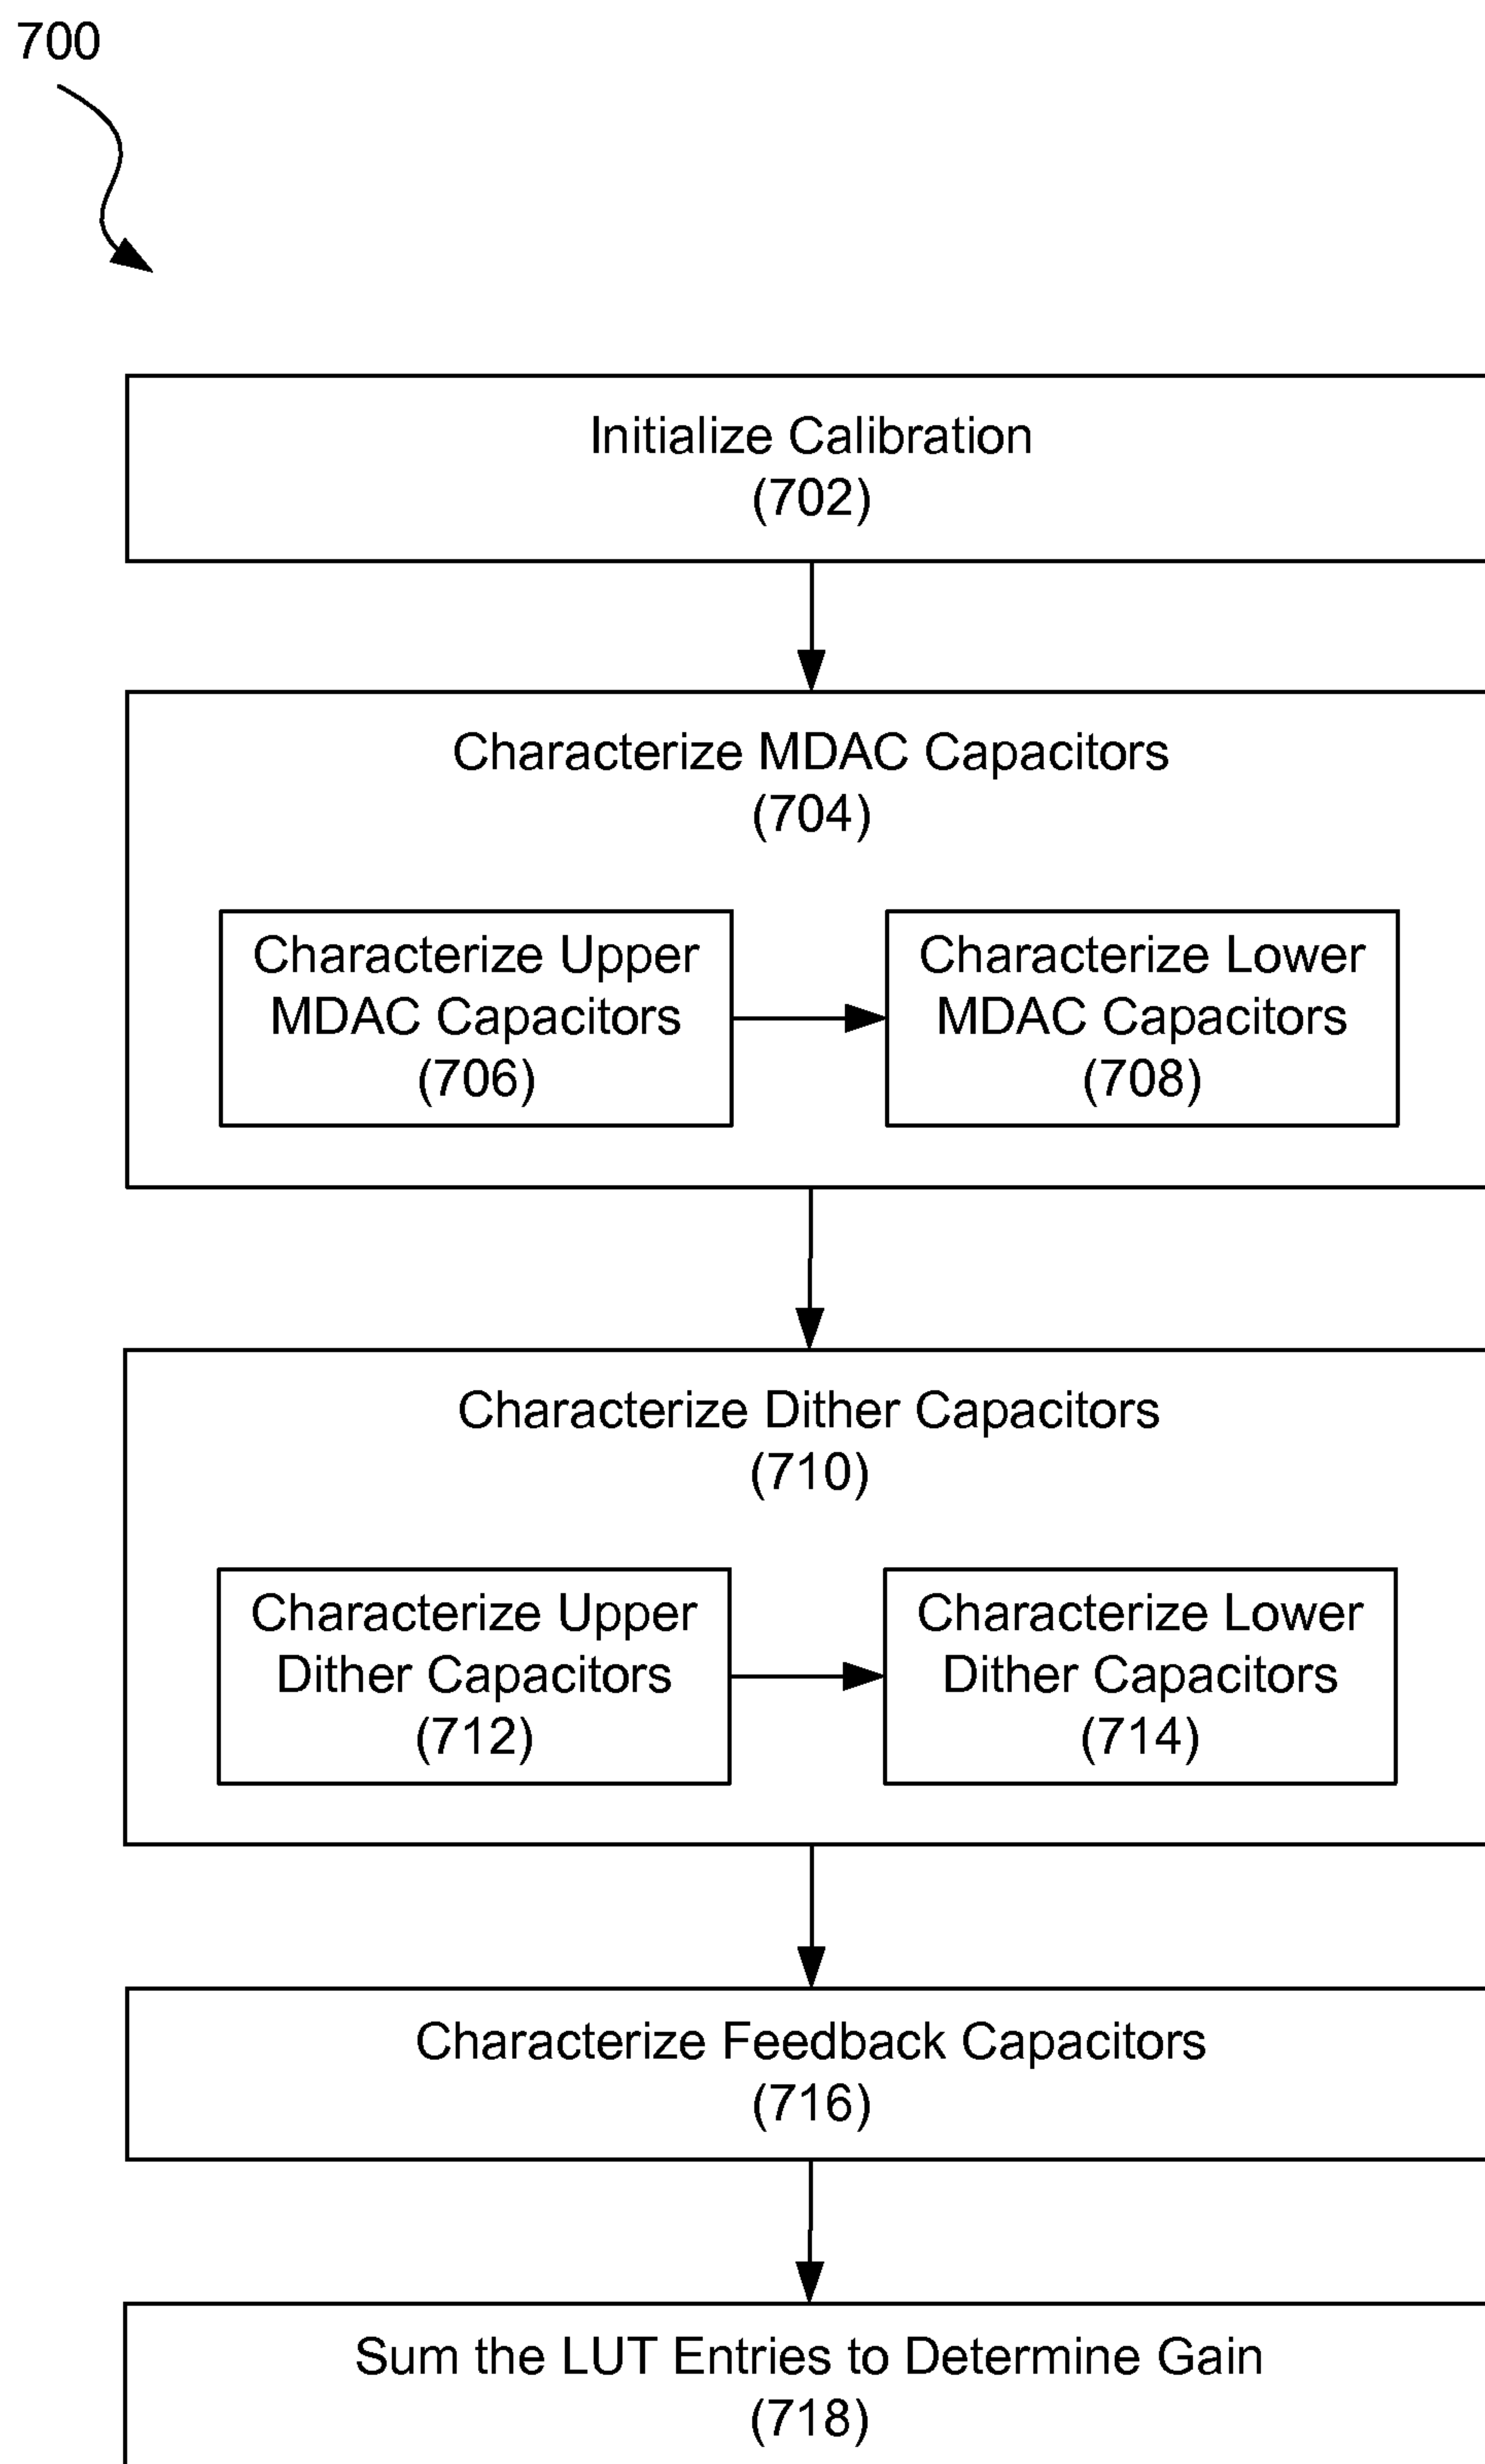 700
Initialize Calibration
(702)
Characterize MDAC Capacitors
(704)
Characterize Upper
MDAC Capacitors
(706)
Characterize Lower
MDAC Capacitors
(708)
Characterize Dither Capacitors
(710)
Characterize Upper
Dither Capacitors
(712)
Characterize Lower
Dither Capacitors
(714)
Characterize Feedback Capacitors
(716)
Sum the LUT Entries to Determine Gain
(718)